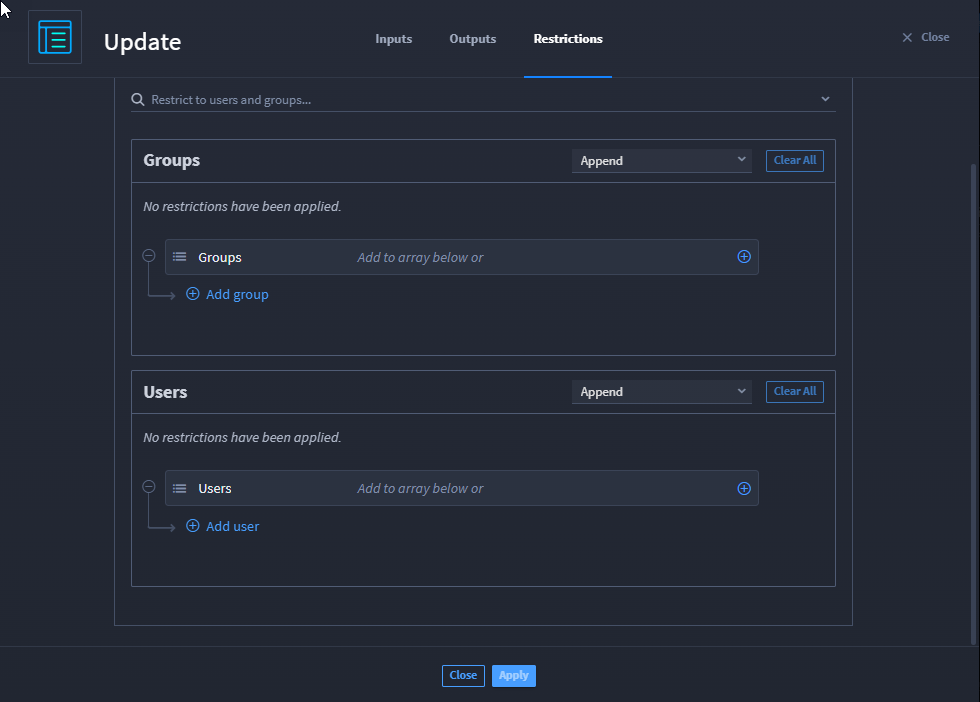 Update
Inputs
Outputs
Restrictions
Close
Restrict to users and groups...
Groups
Append
Clear All
No restrictions have been applied.
Groups
Add to array below or
Add group
Users
Append
Clear All
No restrictions have been applied.
Users
Add to array below or
Add user
Close
Apply